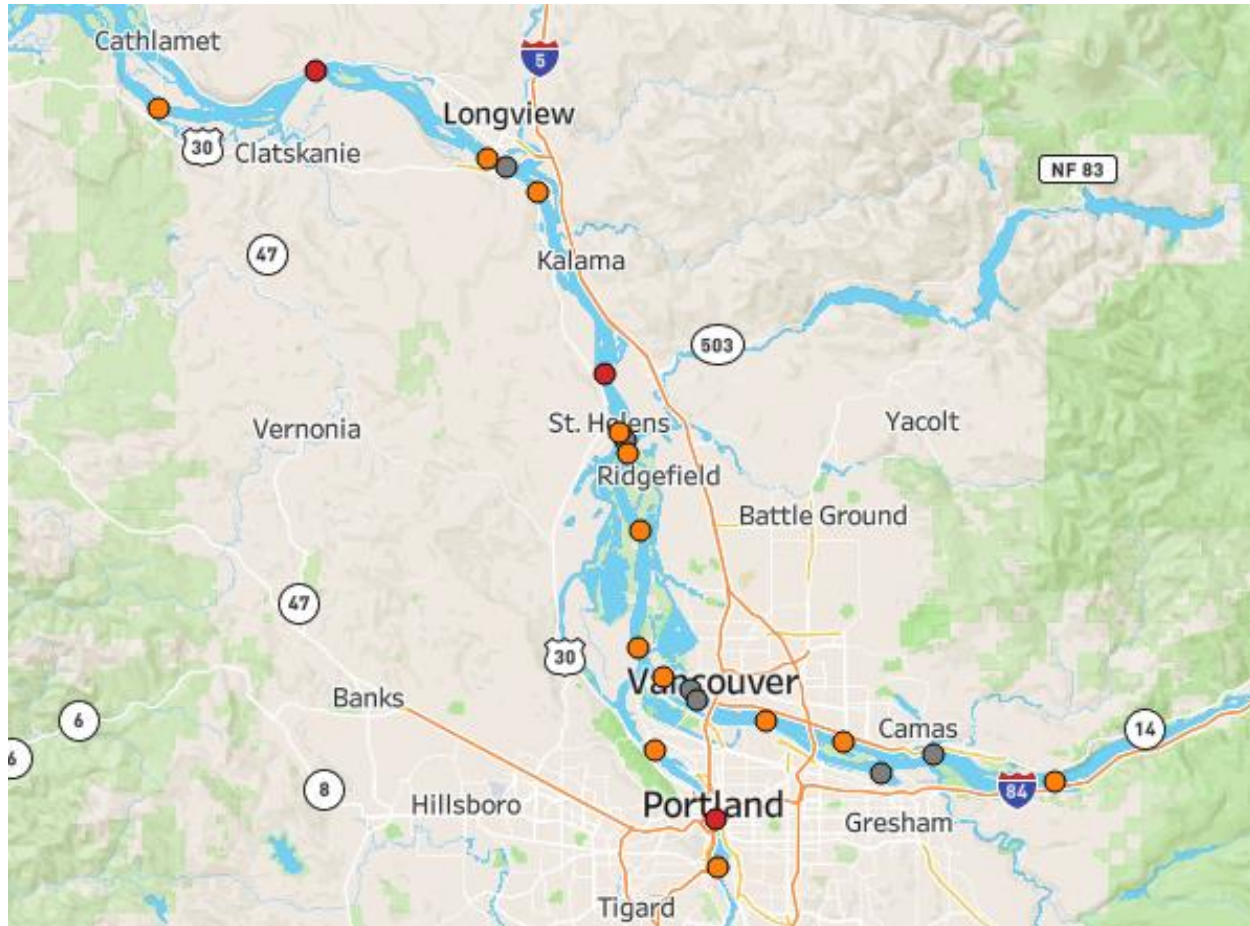 Cathlamet
5
Longview
30
Clatskanie
NF 83
47
Kalama
503
St. Helens
Vernonia
Yacolt
Ridgefield
Battle Ground
47
30
Vancouver
Banks
6
Camas
14
6
8
Hillsboro
Portland
84
Gresham
Tigard